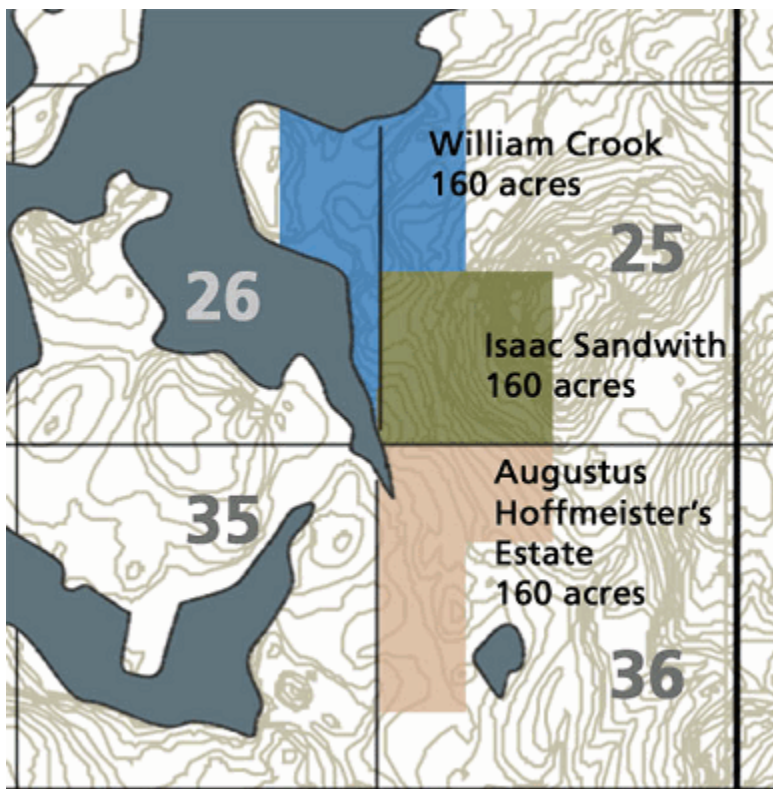 William Crook
160 acres
25
26
Isaac Sandwith
160 acres
Augustus
Hoffmeister's
Estate
160 acres
35
36